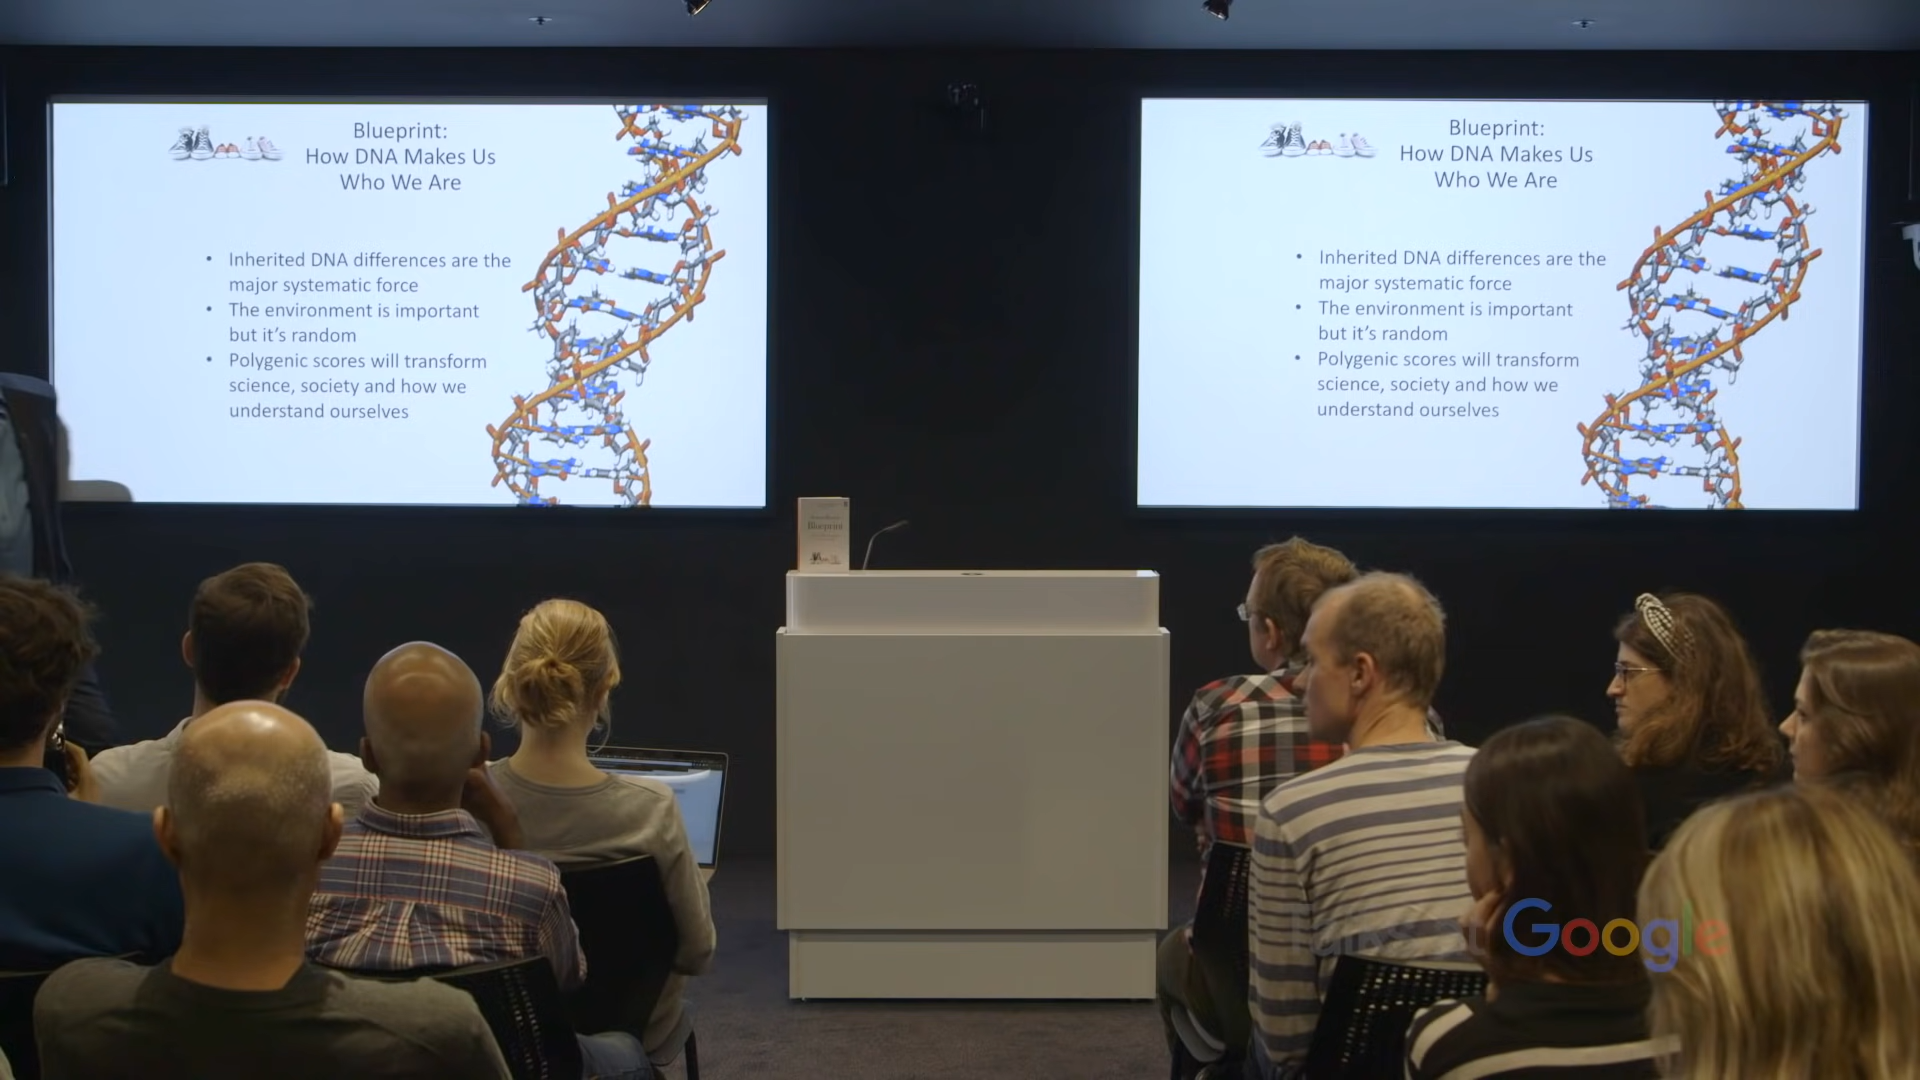 Blueprint:
How DNA Makes Us
Who We Are
• Inherited DNA differences are the
major systematic force
• The environment is important
but it's random
• Polygenic scores will transform
science, society and how we
understand ourselves
Blueprint:
How DNA Makes Us
Who We Are
• Inherited DNA differences are the
major systematic force
• The environment is important
but it's random
• Polygenic scores will transform
science, society and how we
understand ourselves
Blueprint
Talks at Google